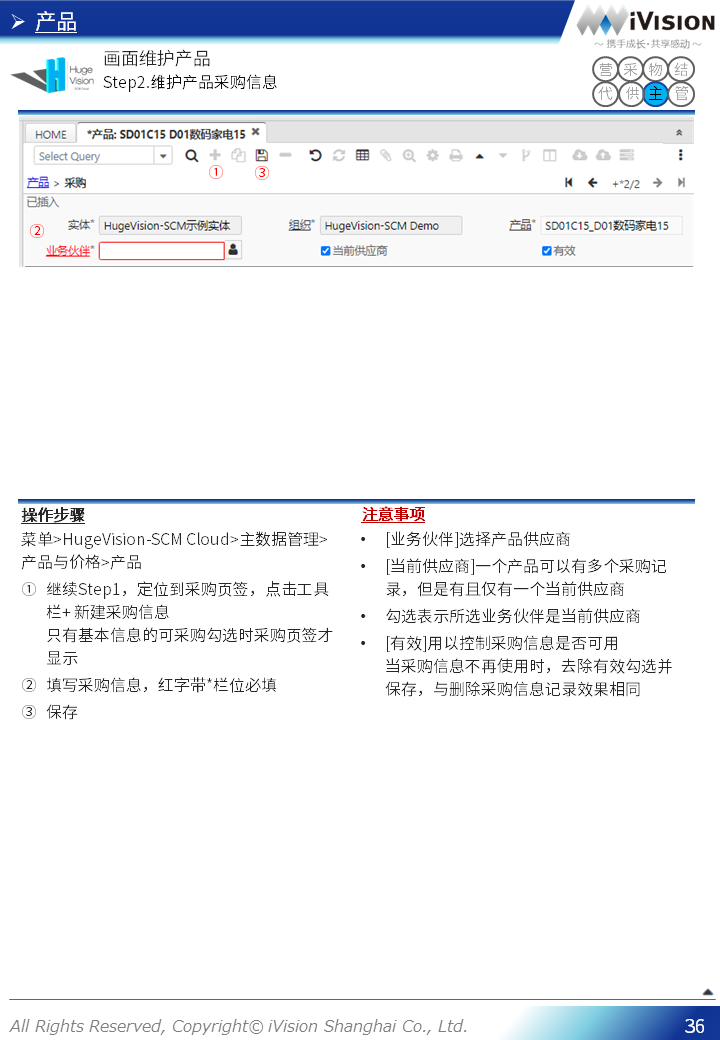 产品
iVision
～ 携手成长·共享感动 ～
Huge
Vision
画面维护产品
Step2.维护产品采购信息
营 采 物 结
代 供 主 管
HOME
*产品: SD01C15 D01数码家电15
Select Query
① ③
产品 > 采购
+*2/2
已插入
②
实体* HugeVision-SCM示例实体
组织* HugeVision-SCM Demo
产品* SD01C15_D01数码家电15
业务伙伴*
当前供应商
有效
操作步骤
菜单>HugeVision-SCM Cloud>主数据管理>
产品与价格>产品
① 继续Step1，定位到采购页签，点击工具
栏+ 新建采购信息
只有基本信息的可采购勾选时采购页签才
显示
② 填写采购信息，红字带*栏位必填
③ 保存
注意事项
• [业务伙伴]选择产品供应商
• [当前供应商]一个产品可以有多个采购记
录，但是有且仅有一个当前供应商
• 勾选表示所选业务伙伴是当前供应商
• [有效]用以控制采购信息是否可用
当采购信息不再使用时，去除有效勾选并
保存，与删除采购信息记录效果相同
All Rights Reserved, Copyright© iVision Shanghai Co., Ltd.
36